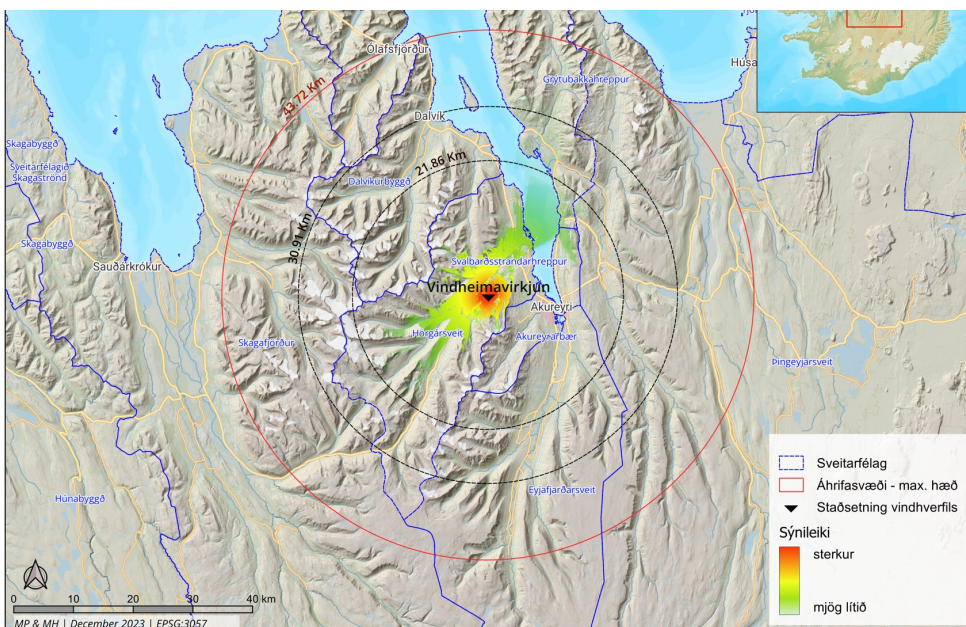 Ólafsfjörður
Húsa
Grýtubakkahreppur
43.72 Km
Skagabyggð
Dalvík
Sveitarfélagið
Skagaströnd
21.86 Km
Dalvíkurbyggð
30.91 Km
Skagabyggð
Sauðárkrókur
Svalbarðsstrandarhreppur
Vindheimavirkjun
Akureyri
Skagafjörður
Hörgársveit
Akureyrarbær
Þingeyjarsveit
Húnabyggð
Eyjafjarðarsveit
Sveitarfélag
Áhrifasvæði - max. hæð
Staðsetning vindhverfils
Sýnileiki
sterkur
mjög lítið
0 10 20 30 40 km
MP & MH | December 2023 | EPSG:3057